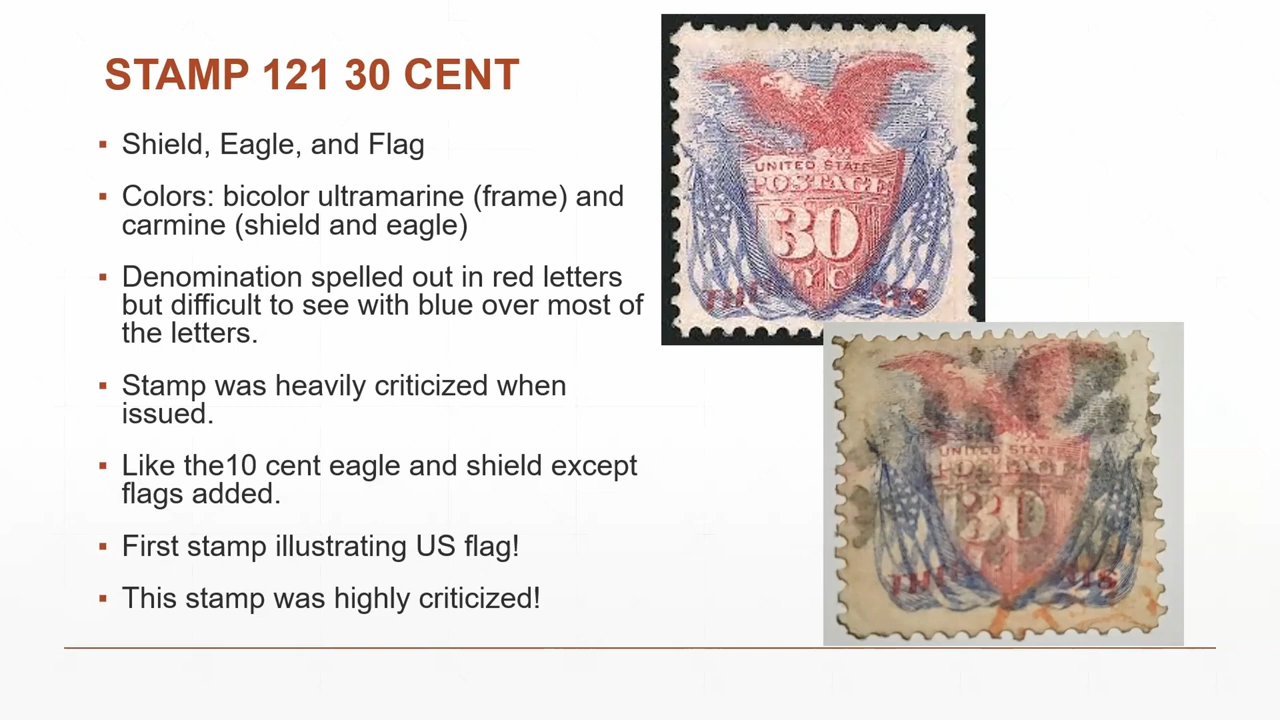 STAMP 121 30 CENT
▪ Shield, Eagle, and Flag
▪ Colors: bicolor ultramarine (frame) and
carmine (shield and eagle)
▪ Denomination spelled out in red letters
but difficult to see with blue over most of
the letters.
▪ Stamp was heavily criticized when
issued.
▪ Like the10 cent eagle and shield except
flags added.
▪ First stamp illustrating US flag!
▪ This stamp was highly criticized!
UNITED STATES
POSTAGE
30
UNITED STATES
POSTAGE
30